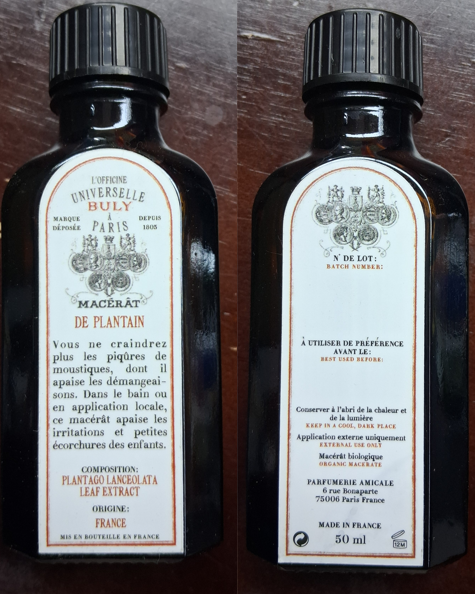 L'OFFICINE
UNIVERSELLE
BULY
À
PARIS
MARQUE DÉPOSÉE
DEPUIS 1803
MACÉRÂT
DE PLANTAIN
Vous ne craindrez
plus les piqûres de
moustiques, dont il
apaise les démangeai-
sons. Dans le bain ou
en application locale,
ce macérât apaise les
irritations et petites
écorchures des enfants.
COMPOSITION:
PLANTAGO LANCEOLATA
LEAF EXTRACT
ORIGINE:
FRANCE
MIS EN BOUTEILLE EN FRANCE
N° DE LOT:
BATCH NUMBER:
À UTILISER DE PRÉFÉRENCE
AVANT LE:
BEST USED BEFORE:
Conserver à l'abri de la chaleur et
de la lumière
KEEP IN A COOL, DARK PLACE
Application externe uniquement
EXTERNAL USE ONLY
Macérât biologique
ORGANIC MACERATE
PARFUMERIE AMICALE
6 rue Bonaparte
75006 Paris France
MADE IN FRANCE
50 ml
12M